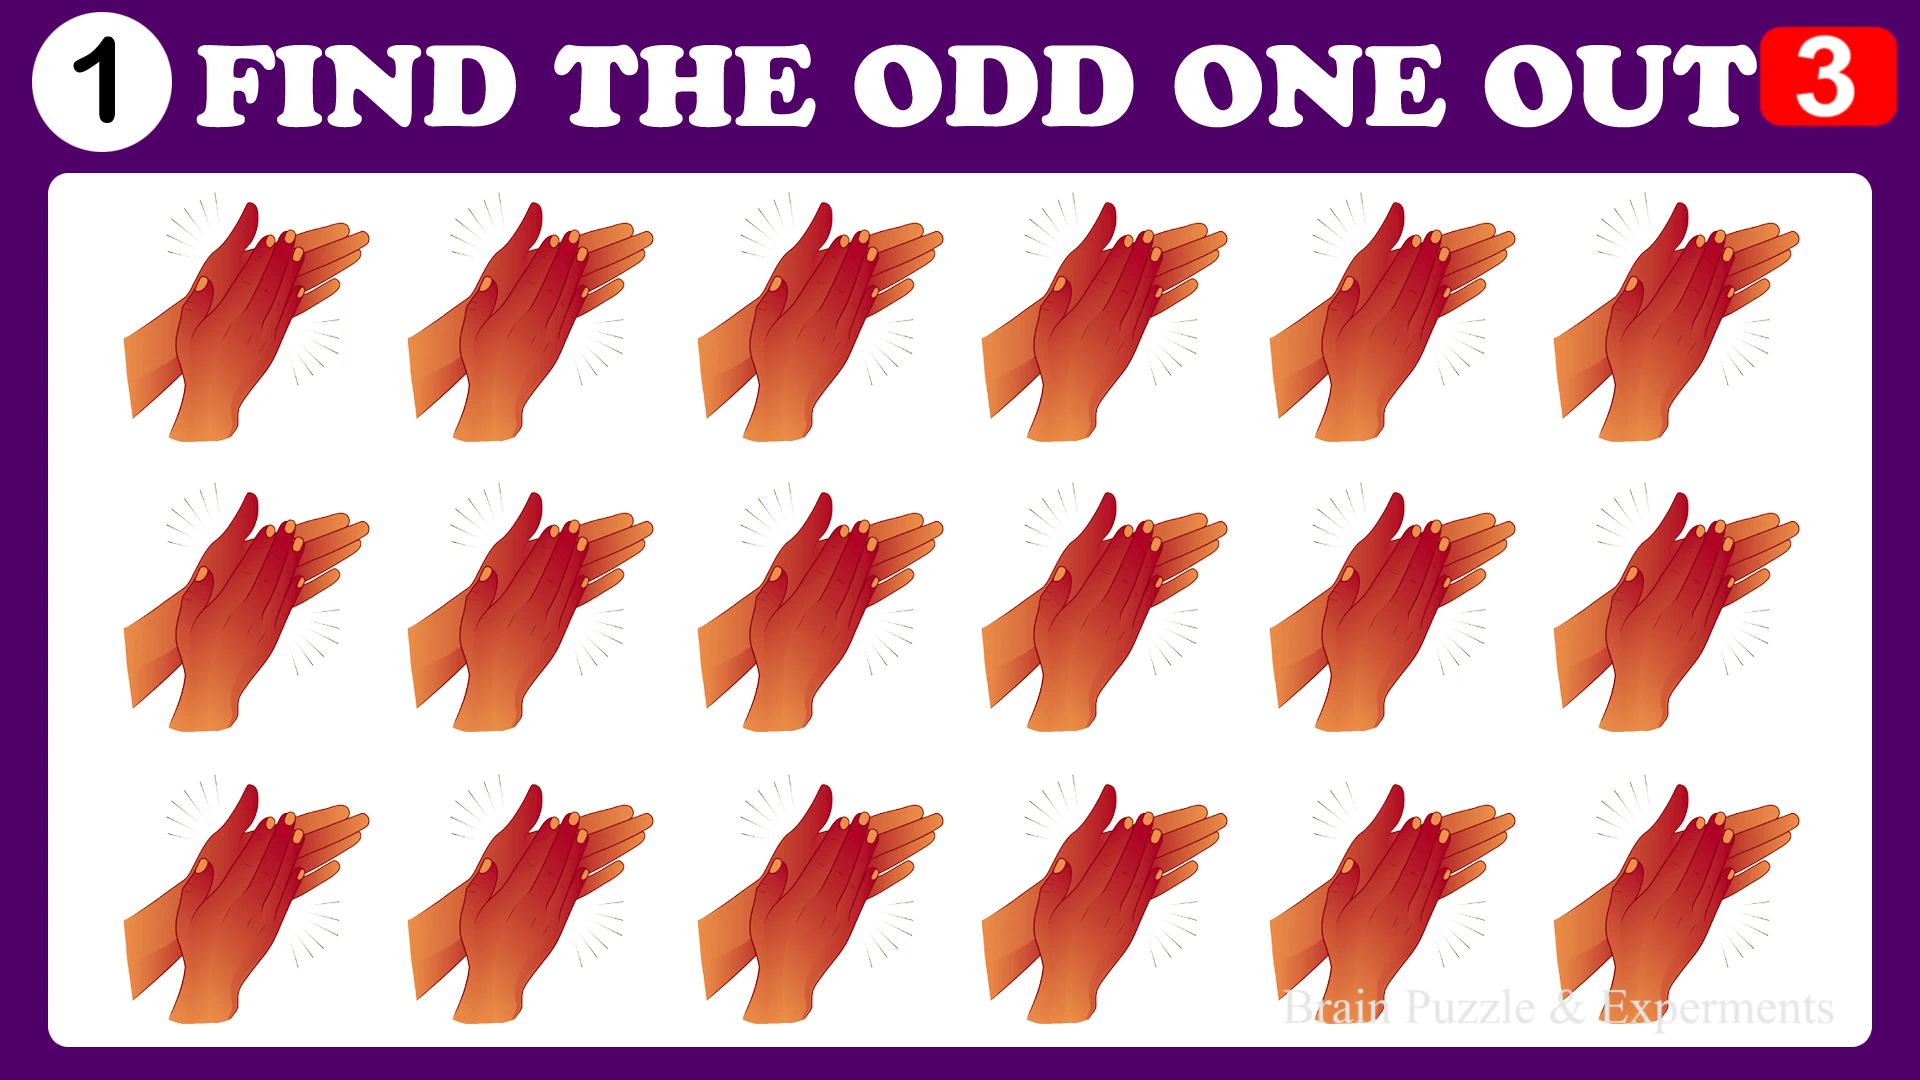 1 FIND THE ODD ONE OUT 3
Brain Puzzle & Experments